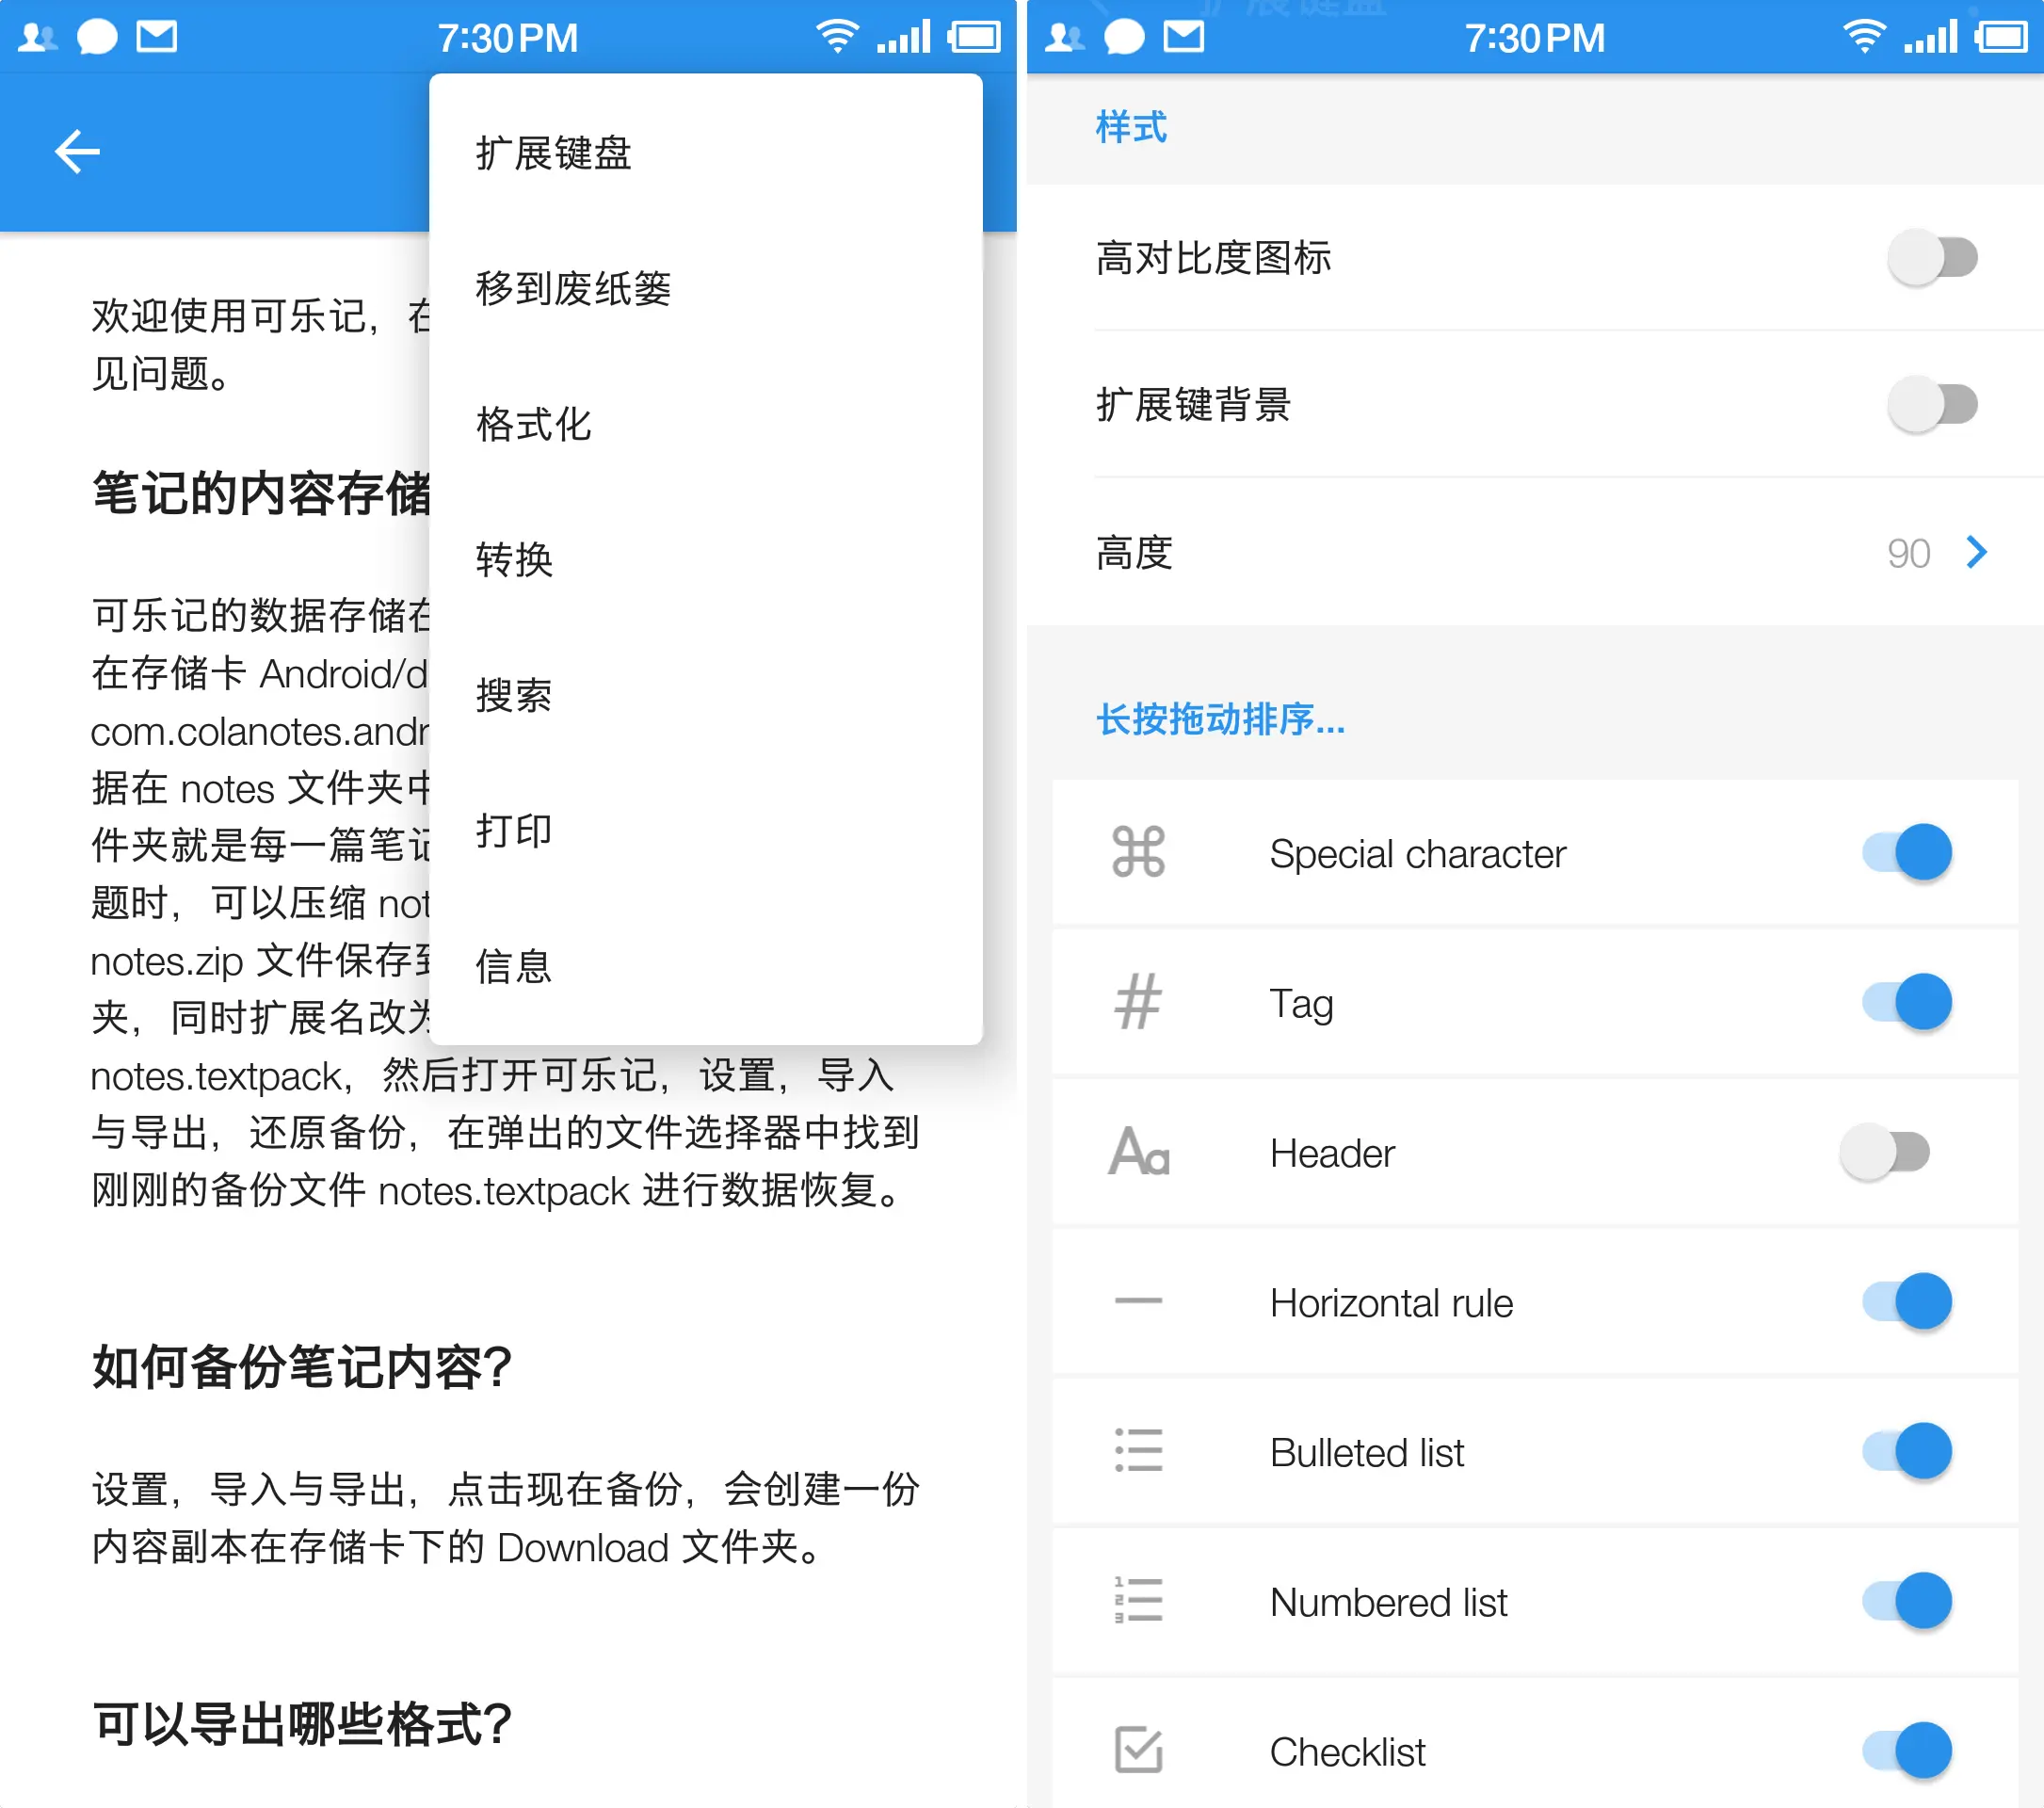 7:30 PM
扩展键盘
移到废纸篓
格式化
转换
搜索
打印
信息
欢迎使用可乐记，在
见问题。
笔记的内容存储
可乐记的数据存储在
在存储卡 Android/d
com.colanotes.andr
据在 notes 文件夹中
件夹就是每一篇笔记
题时，可以压缩 not
notes.zip 文件保存到
夹，同时扩展名改为
notes.textpack，然后打开可乐记，设置，导入
与导出，还原备份，在弹出的文件选择器中找到
刚刚的备份文件 notes.textpack 进行数据恢复。
如何备份笔记内容?
设置，导入与导出，点击现在备份，会创建一份
内容副本在存储卡下的 Download 文件夹。
可以导出哪些格式?
扩展键盘
7:30 PM
样式
高对比度图标
扩展键背景
高度 90
长按拖动排序...
Special character
Tag
Aa Header
Horizontal rule
Bulleted list
Numbered list
Checklist